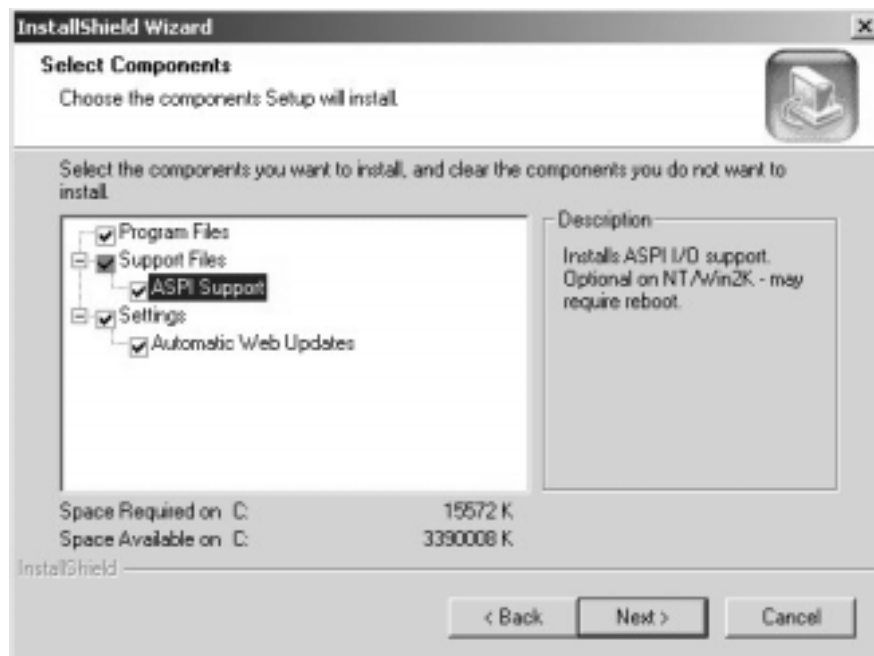 InstallShield Wizard
Select Components
Choose the components Setup will install.
Select the components you want to install, and clear the components you do not want to
install.
Program Files
Support Files
ASPI Support
Settings
Automatic Web Updates
Description
Installs ASPI I/O support.
Optional on NT/Win2K - may
require reboot.
Space Required on C: 15572 K
Space Available on C: 3390008 K
InstallShield
< Back Next > Cancel